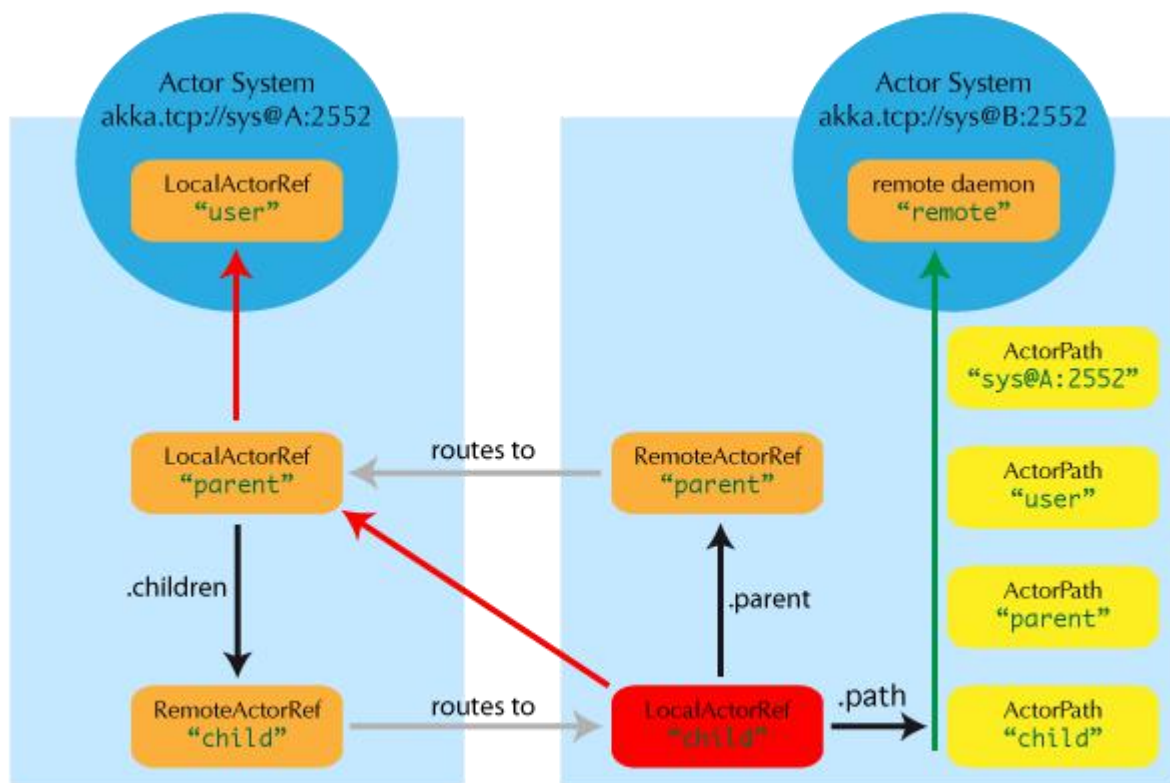 Actor System
akka.tcp://sys@A:2552
LocalActorRef
“user”
Actor System
akka.tcp://sys@B:2552
remote daemon
“remote”
ActorPath
“sys@A:2552”
LocalActorRef
“parent”
routes to
RemoteActorRef
“parent”
ActorPath
“user”
.children
.parent
ActorPath
“parent”
RemoteActorRef
“child”
routes to
LocalActorRef
“child”
.path
ActorPath
“child”